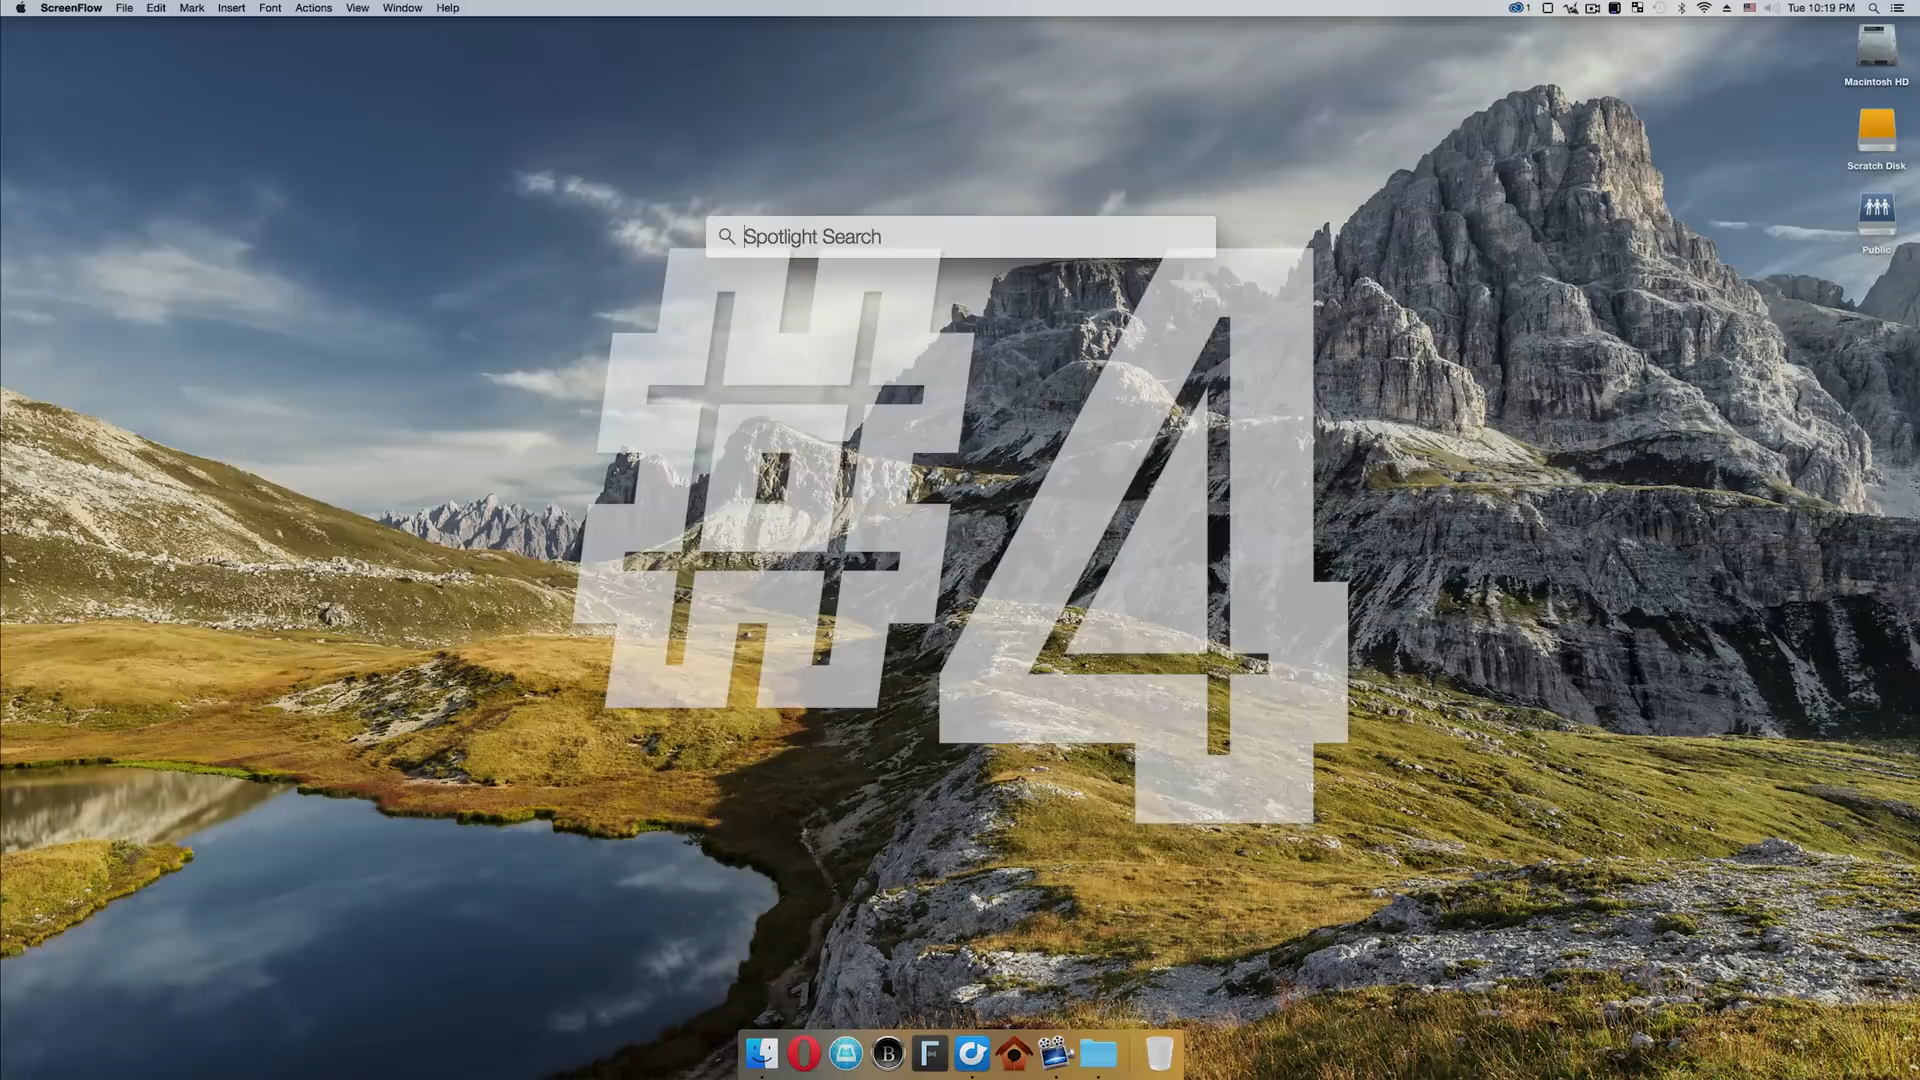 ScreenFlow File Edit Mark Insert Font Actions View Window Help
1 Tue 10:19 PM
Macintosh HD
Scratch Disk
Public
Spotlight Search
#4
B
F